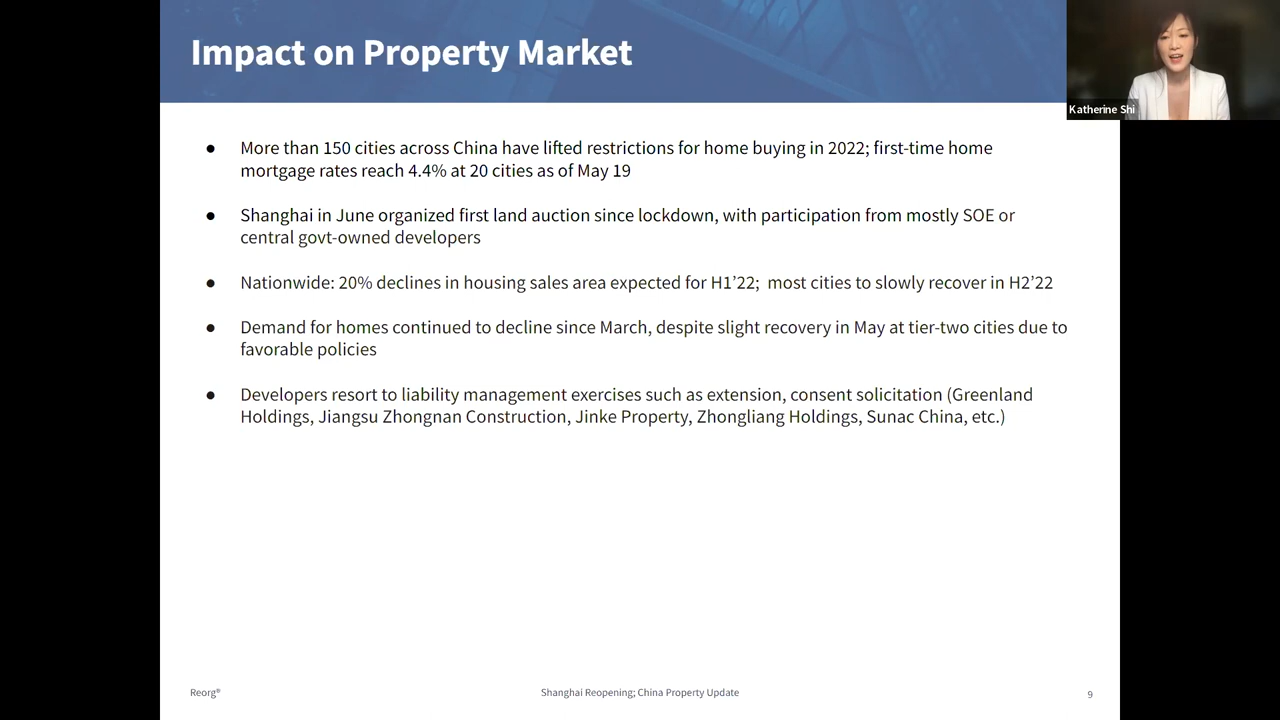 Impact on Property Market
Katherine Shi
● More than 150 cities across China have lifted restrictions for home buying in 2022; first-time home
mortgage rates reach 4.4% at 20 cities as of May 19
● Shanghai in June organized first land auction since lockdown, with participation from mostly SOE or
central govt-owned developers
● Nationwide: 20% declines in housing sales area expected for H1’22;  most cities to slowly recover in H2’22
● Demand for homes continued to decline since March, despite slight recovery in May at tier-two cities due to
favorable policies
● Developers resort to liability management exercises such as extension, consent solicitation (Greenland
Holdings, Jiangsu Zhongnan Construction, Jinke Property, Zhongliang Holdings, Sunac China, etc.)
Reorg®
Shanghai Reopening; China Property Update
9